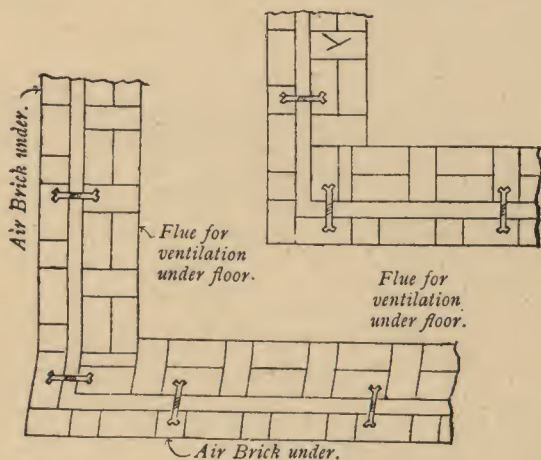 Air Brick under.
Flue for
ventilation
under floor.
Flue for
ventilation
under floor.
Air Brick under.